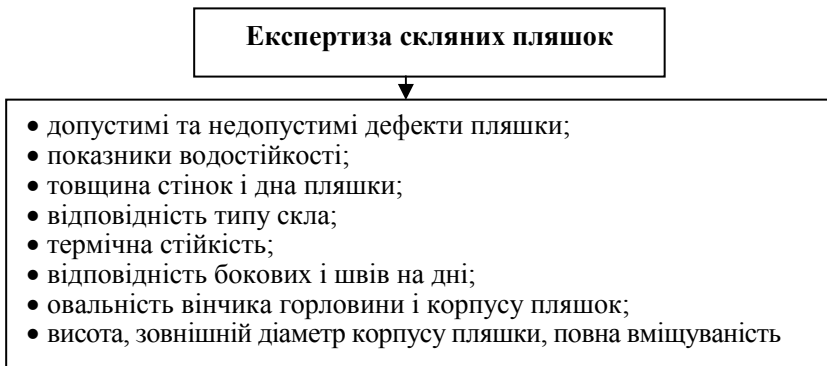 Експертиза скляних пляшок
• допустимі та недопустимі дефекти пляшки;
• показники водостійкості;
• товщина стінок і дна пляшки;
• відповідність типу скла;
• термічна стійкість;
• відповідність бокових і швів на дні;
• овальність вінчика горловини і корпусу пляшок;
• висота, зовнішній діаметр корпусу пляшки, повна вміщуваність